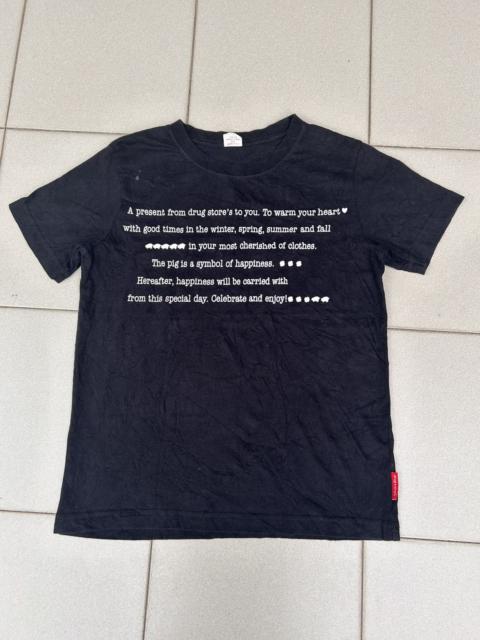 A present from drug store's to you. To warm your heart♥
with good times in the winter, spring, summer and fall
in your most cherished of clothes.
The pig is a symbol of happiness.
Hereafter, happiness will be carried with
from this special day. Celebrate and enjoy!